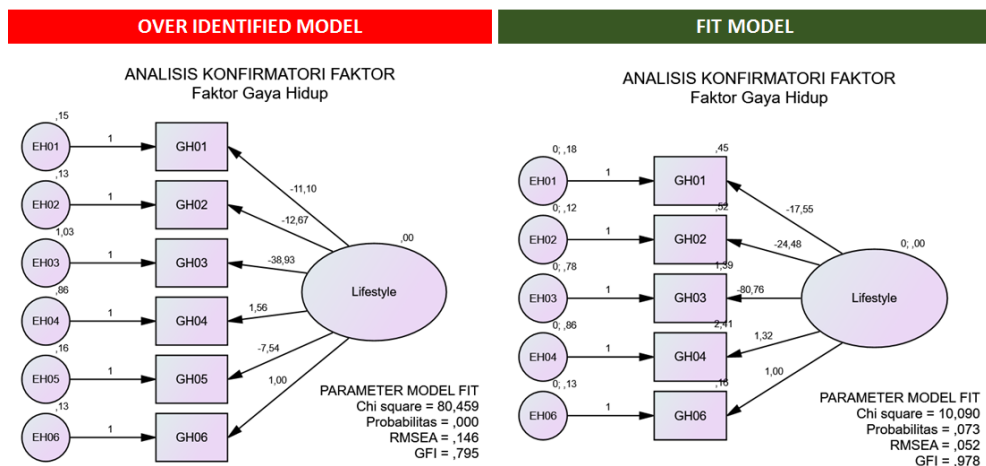 OVER IDENTIFIED MODEL
ANALISIS KONFIRMATORI FAKTOR
Faktor Gaya Hidup
,15
EH01
1
GH01
-11,10
,13
EH02
1
GH02
-12,67
1,03
EH03
1
GH03
-38,93
,86
EH04
1
GH04
1,56
,16
EH05
1
GH05
-7,54
,13
EH06
1
GH06
1,00
,00
Lifestyle
PARAMETER MODEL FIT
Chi square = 80,459
Probabilitas = ,000
RMSEA = ,146
GFI = ,795
FIT MODEL
ANALISIS KONFIRMATORI FAKTOR
Faktor Gaya Hidup
0; ,18
EH01
1
,45
GH01
-17,55
0; ,12
EH02
1
,52
GH02
-24,48
0; ,78
EH03
1
1,39
GH03
-80,76
0; ,86
EH04
1
2,41
GH04
1,32
0; ,13
EH06
1
,16
GH06
1,00
0; ,00
Lifestyle
PARAMETER MODEL FIT
Chi square = 10,090
Probabilitas = ,073
RMSEA = ,052
GFI = ,978